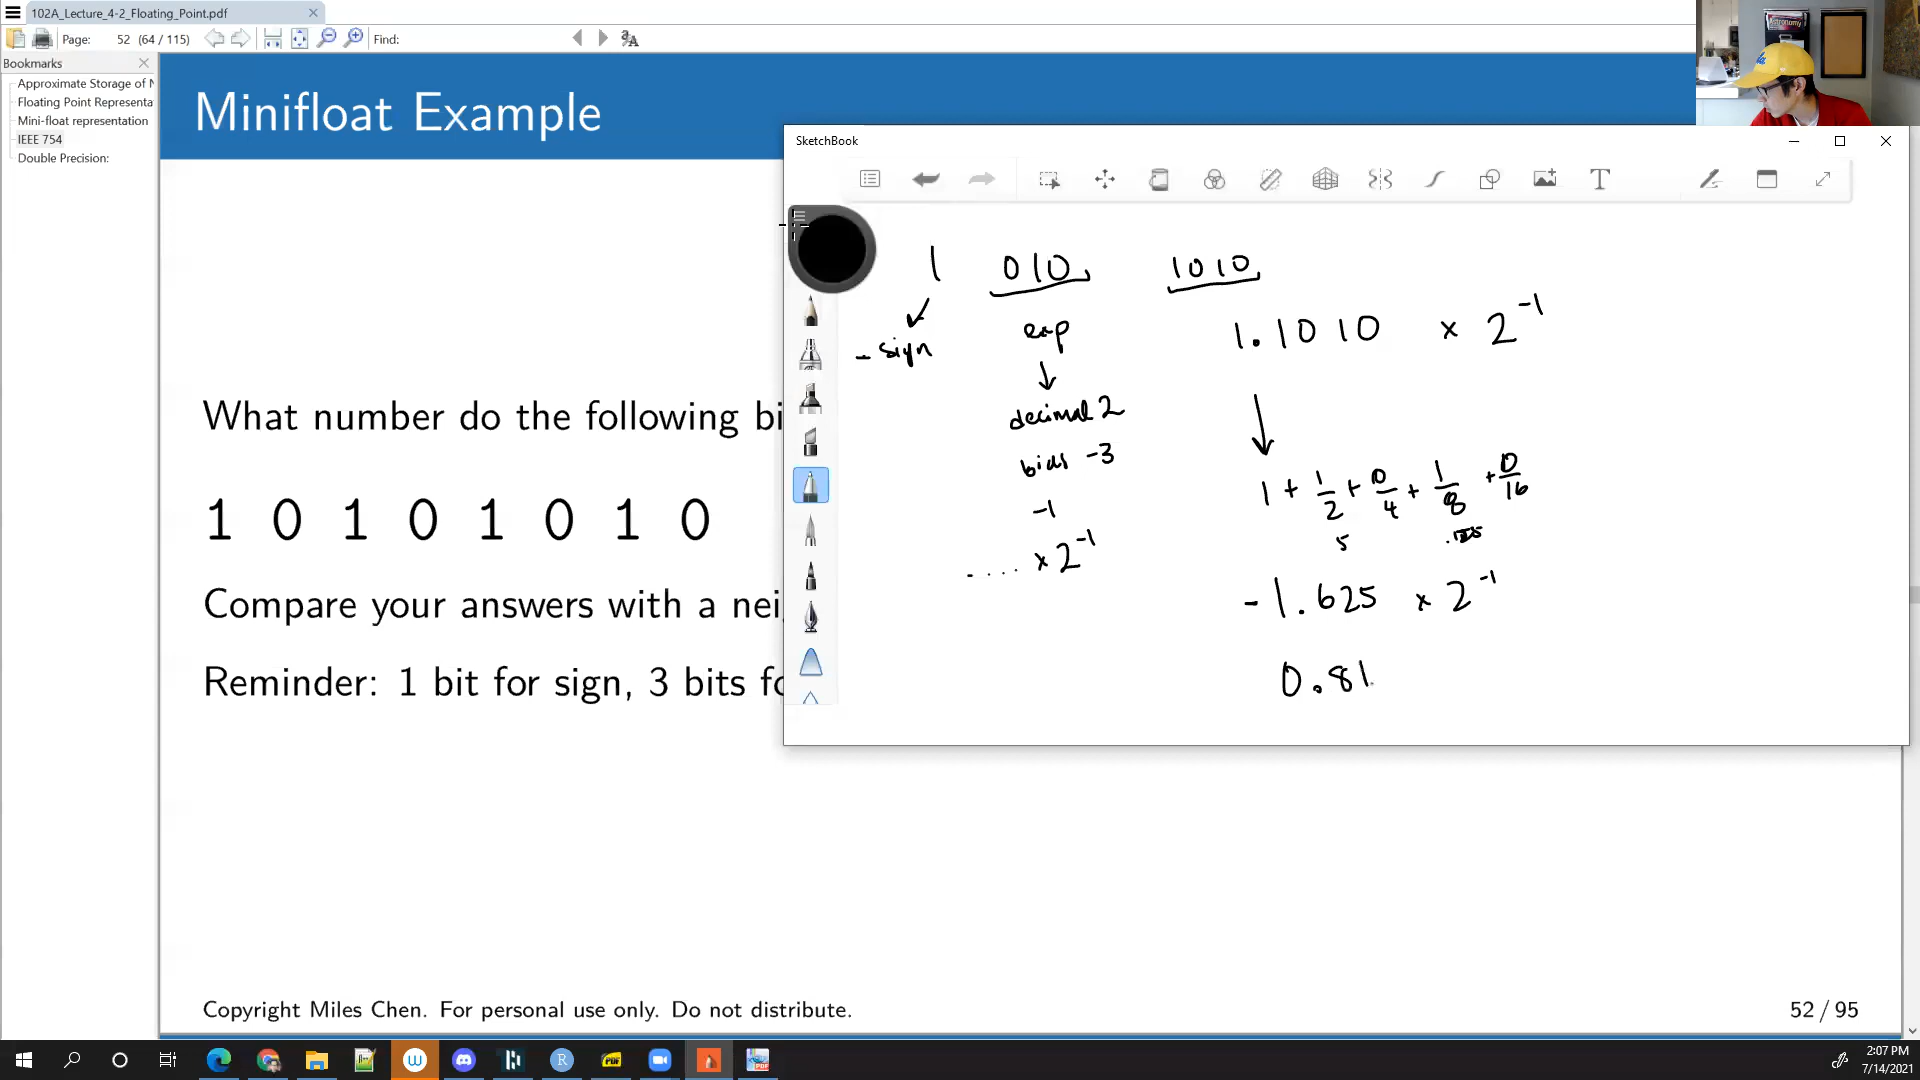 102A_Lecture_4-2_Floating_Point.pdf
Page: 52 (64 / 115) Find:
Bookmarks
Approximate Storage of N
Floating Point Representa
Mini-float representation
IEEE 754
Double Precision:
Minifloat Example
What number do the following bi
1 0 1 0 1 0 1 0
Compare your answers with a nei
Reminder: 1 bit for sign, 3 bits fo
Copyright Miles Chen. For personal use only. Do not distribute.
52 / 95
SketchBook
1 010 1010
- sign
exp
decimal 2
bias -3
-1
.... x 2^-1
1.1010 x 2^-1
1 + 1/2 + 0/4 + 1/8 + 0/16
5 .125
- 1.625 x 2^-1
0.81
Astronomy
2:07 PM
7/14/2021